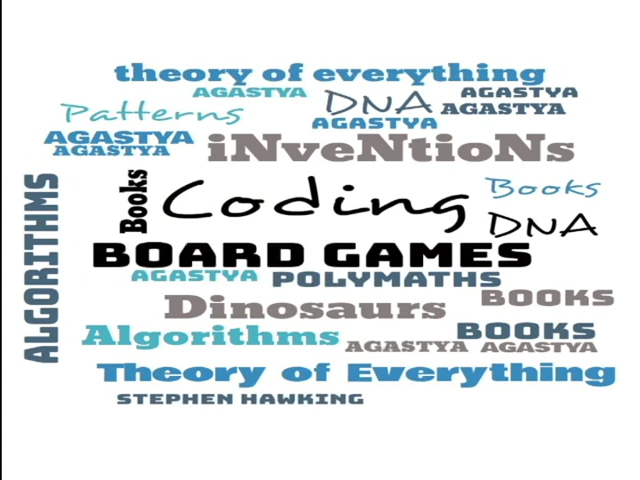 theory of everything
AGASTYA
AGASTYA
Patterns
DNA
AGASTYA
AGASTYA
AGASTYA
AGASTYA
iNveNtioNs
ALGORITHMS
Books
Coding
Books
DNA
BOARD GAMES
AGASTYA
POLYMATHS
Dinosaurs
BOOKS
Algorithms
BOOKS
AGASTYA
AGASTYA
Theory of Everything
STEPHEN HAWKING